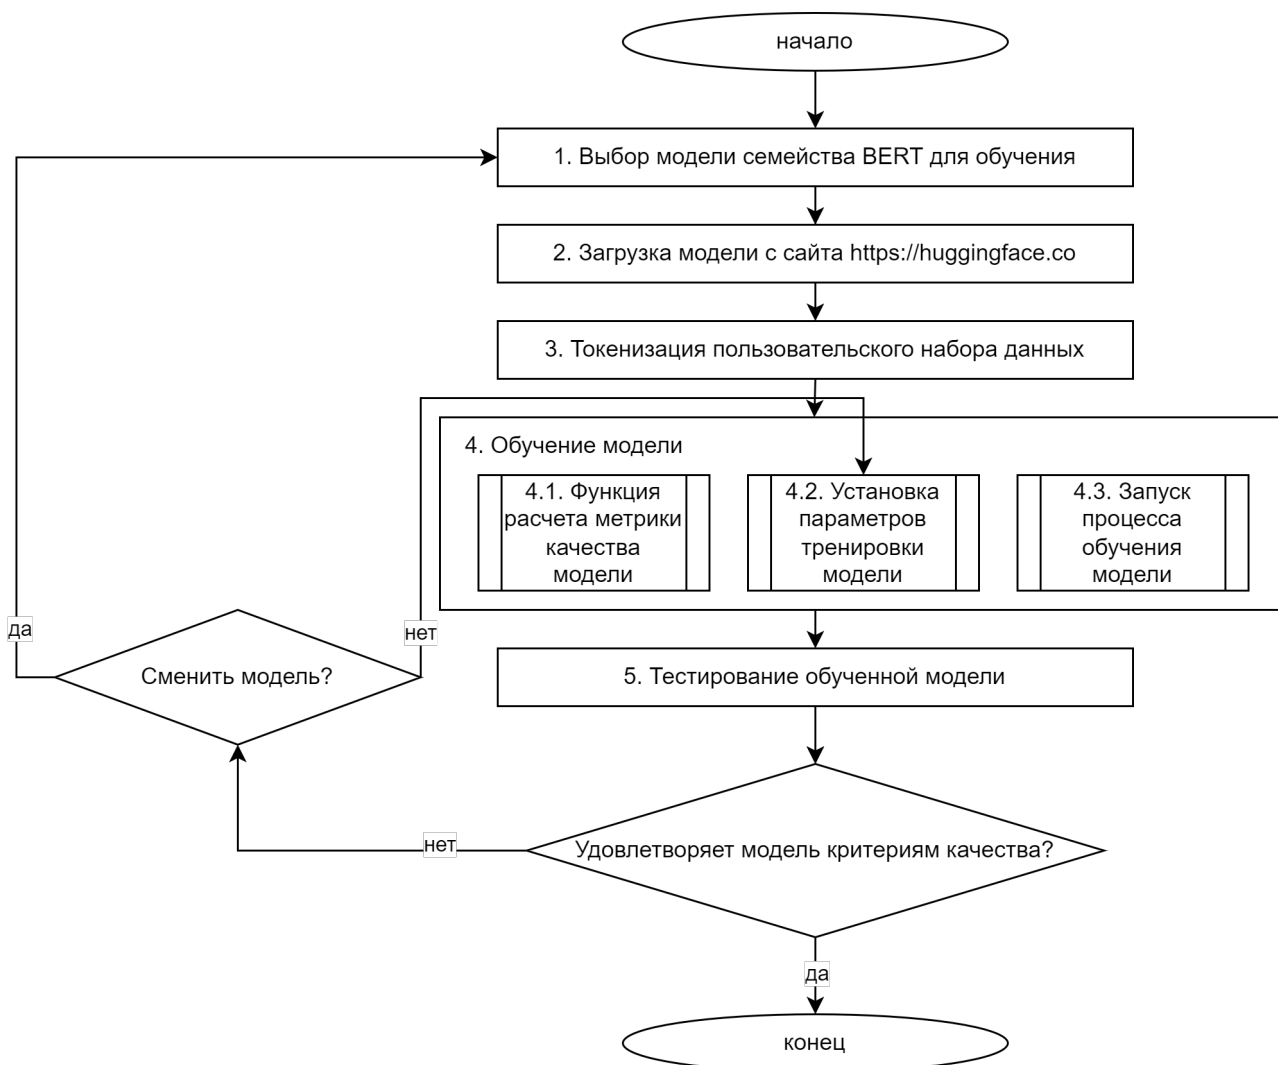 начало
1. Выбор модели семейства BERT для обучения
2. Загрузка модели с сайта https://huggingface.co
3. Токенизация пользовательского набора данных
4. Обучение модели
4.1. Функция
расчета метрики
качества
модели
4.2. Установка
параметров
тренировки
модели
4.3. Запуск
процесса
обучения
модели
да
нет
Сменить модель?
5. Тестирование обученной модели
нет
Удовлетворяет модель критериям качества?
да
конец